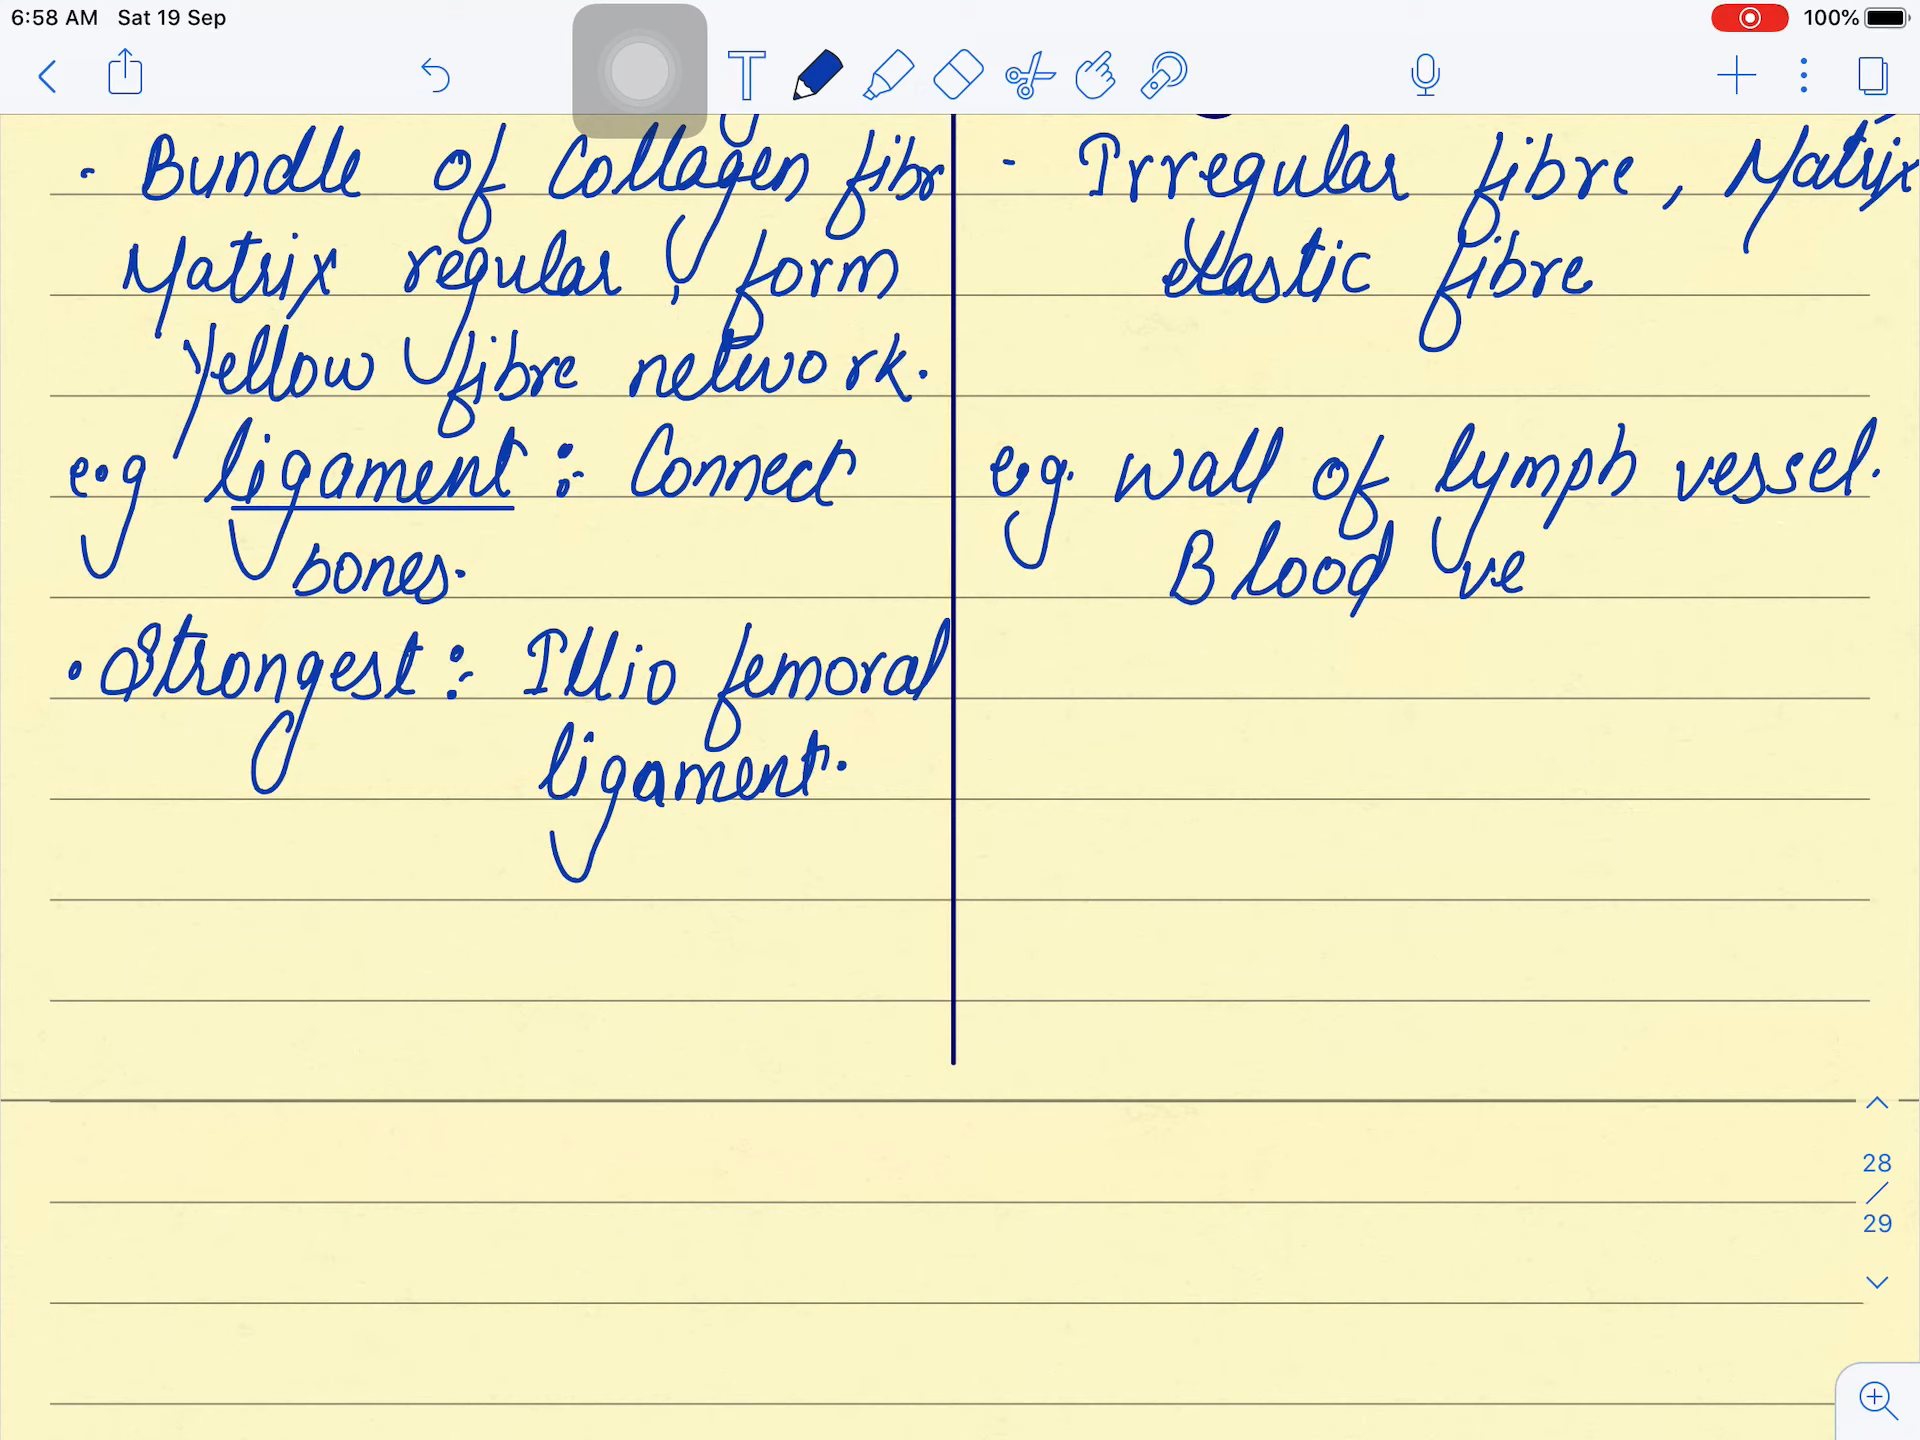 6:58 AM Sat 19 Sep
100%
T
· Bundle of Collagen fibr
Matrix regular, form
Yellow fibre network.
e.g ligament :- Connect
bones.
· Strongest :- Illio femoral
ligament.
- Irregular fibre, Matrix
elastic fibre
e.g. wall of lymph vessel.
Blood ve
28
/
29